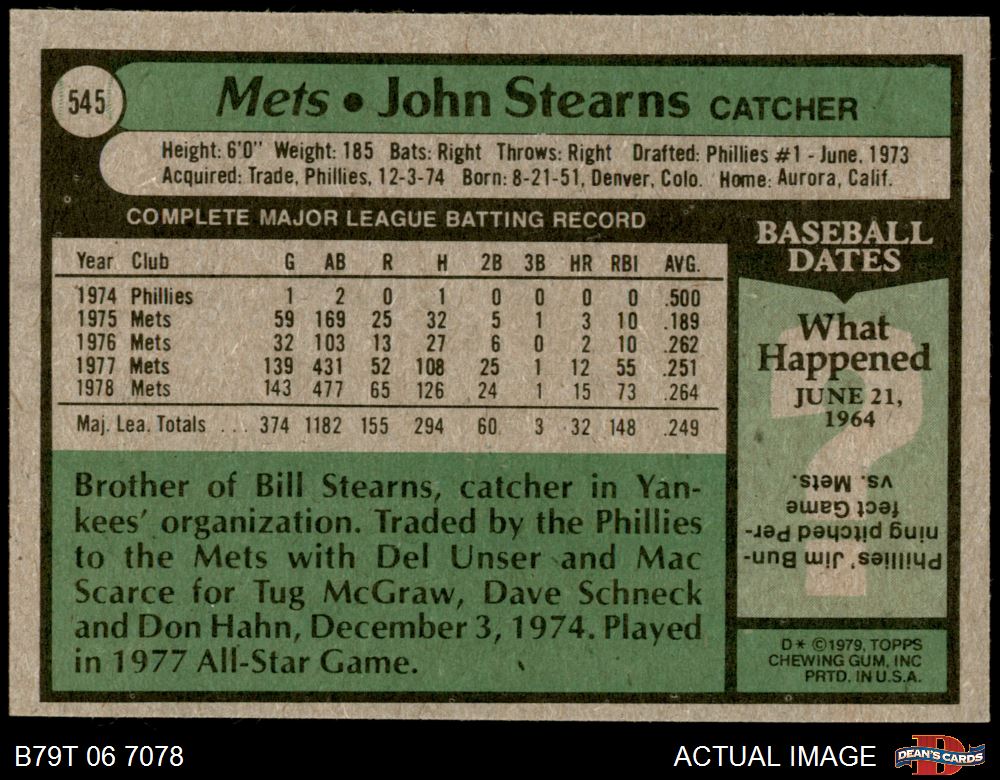 545
Mets • John Stearns CATCHER
Height: 6'0" Weight: 185 Bats: Right Throws: Right Drafted: Phillies #1 - June, 1973
Acquired: Trade, Phillies, 12-3-74 Born: 8-21-51, Denver, Colo. Home: Aurora, Calif.
COMPLETE MAJOR LEAGUE BATTING RECORD
Year Club G AB R H 2B 3B HR RBI AVG.
1974 Phillies 1 2 0 1 0 0 0 0 .500
1975 Mets 59 169 25 32 5 1 3 10 .189
1976 Mets 32 103 13 27 6 0 2 10 .262
1977 Mets 139 431 52 108 25 1 12 55 .251
1978 Mets 143 477 65 126 24 1 15 73 .264
Maj. Lea. Totals ... 374 1182 155 294 60 3 32 148 .249
Brother of Bill Stearns, catcher in Yan-
kees' organization. Traded by the Phillies
to the Mets with Del Unser and Mac
Scarce for Tug McGraw, Dave Schneck
and Don Hahn, December 3, 1974. Played
in 1977 All-Star Game.
BASEBALL
DATES
What
Happened
JUNE 21,
1964
?
Phillies' Jim Bun-
ning pitched Per-
fect Game
vs. Mets.
D* ©1979, TOPPS
CHEWING GUM, INC
PRTD. IN U.S.A.
B79T 06 7078
ACTUAL IMAGE
D
DEAN'S CARDS